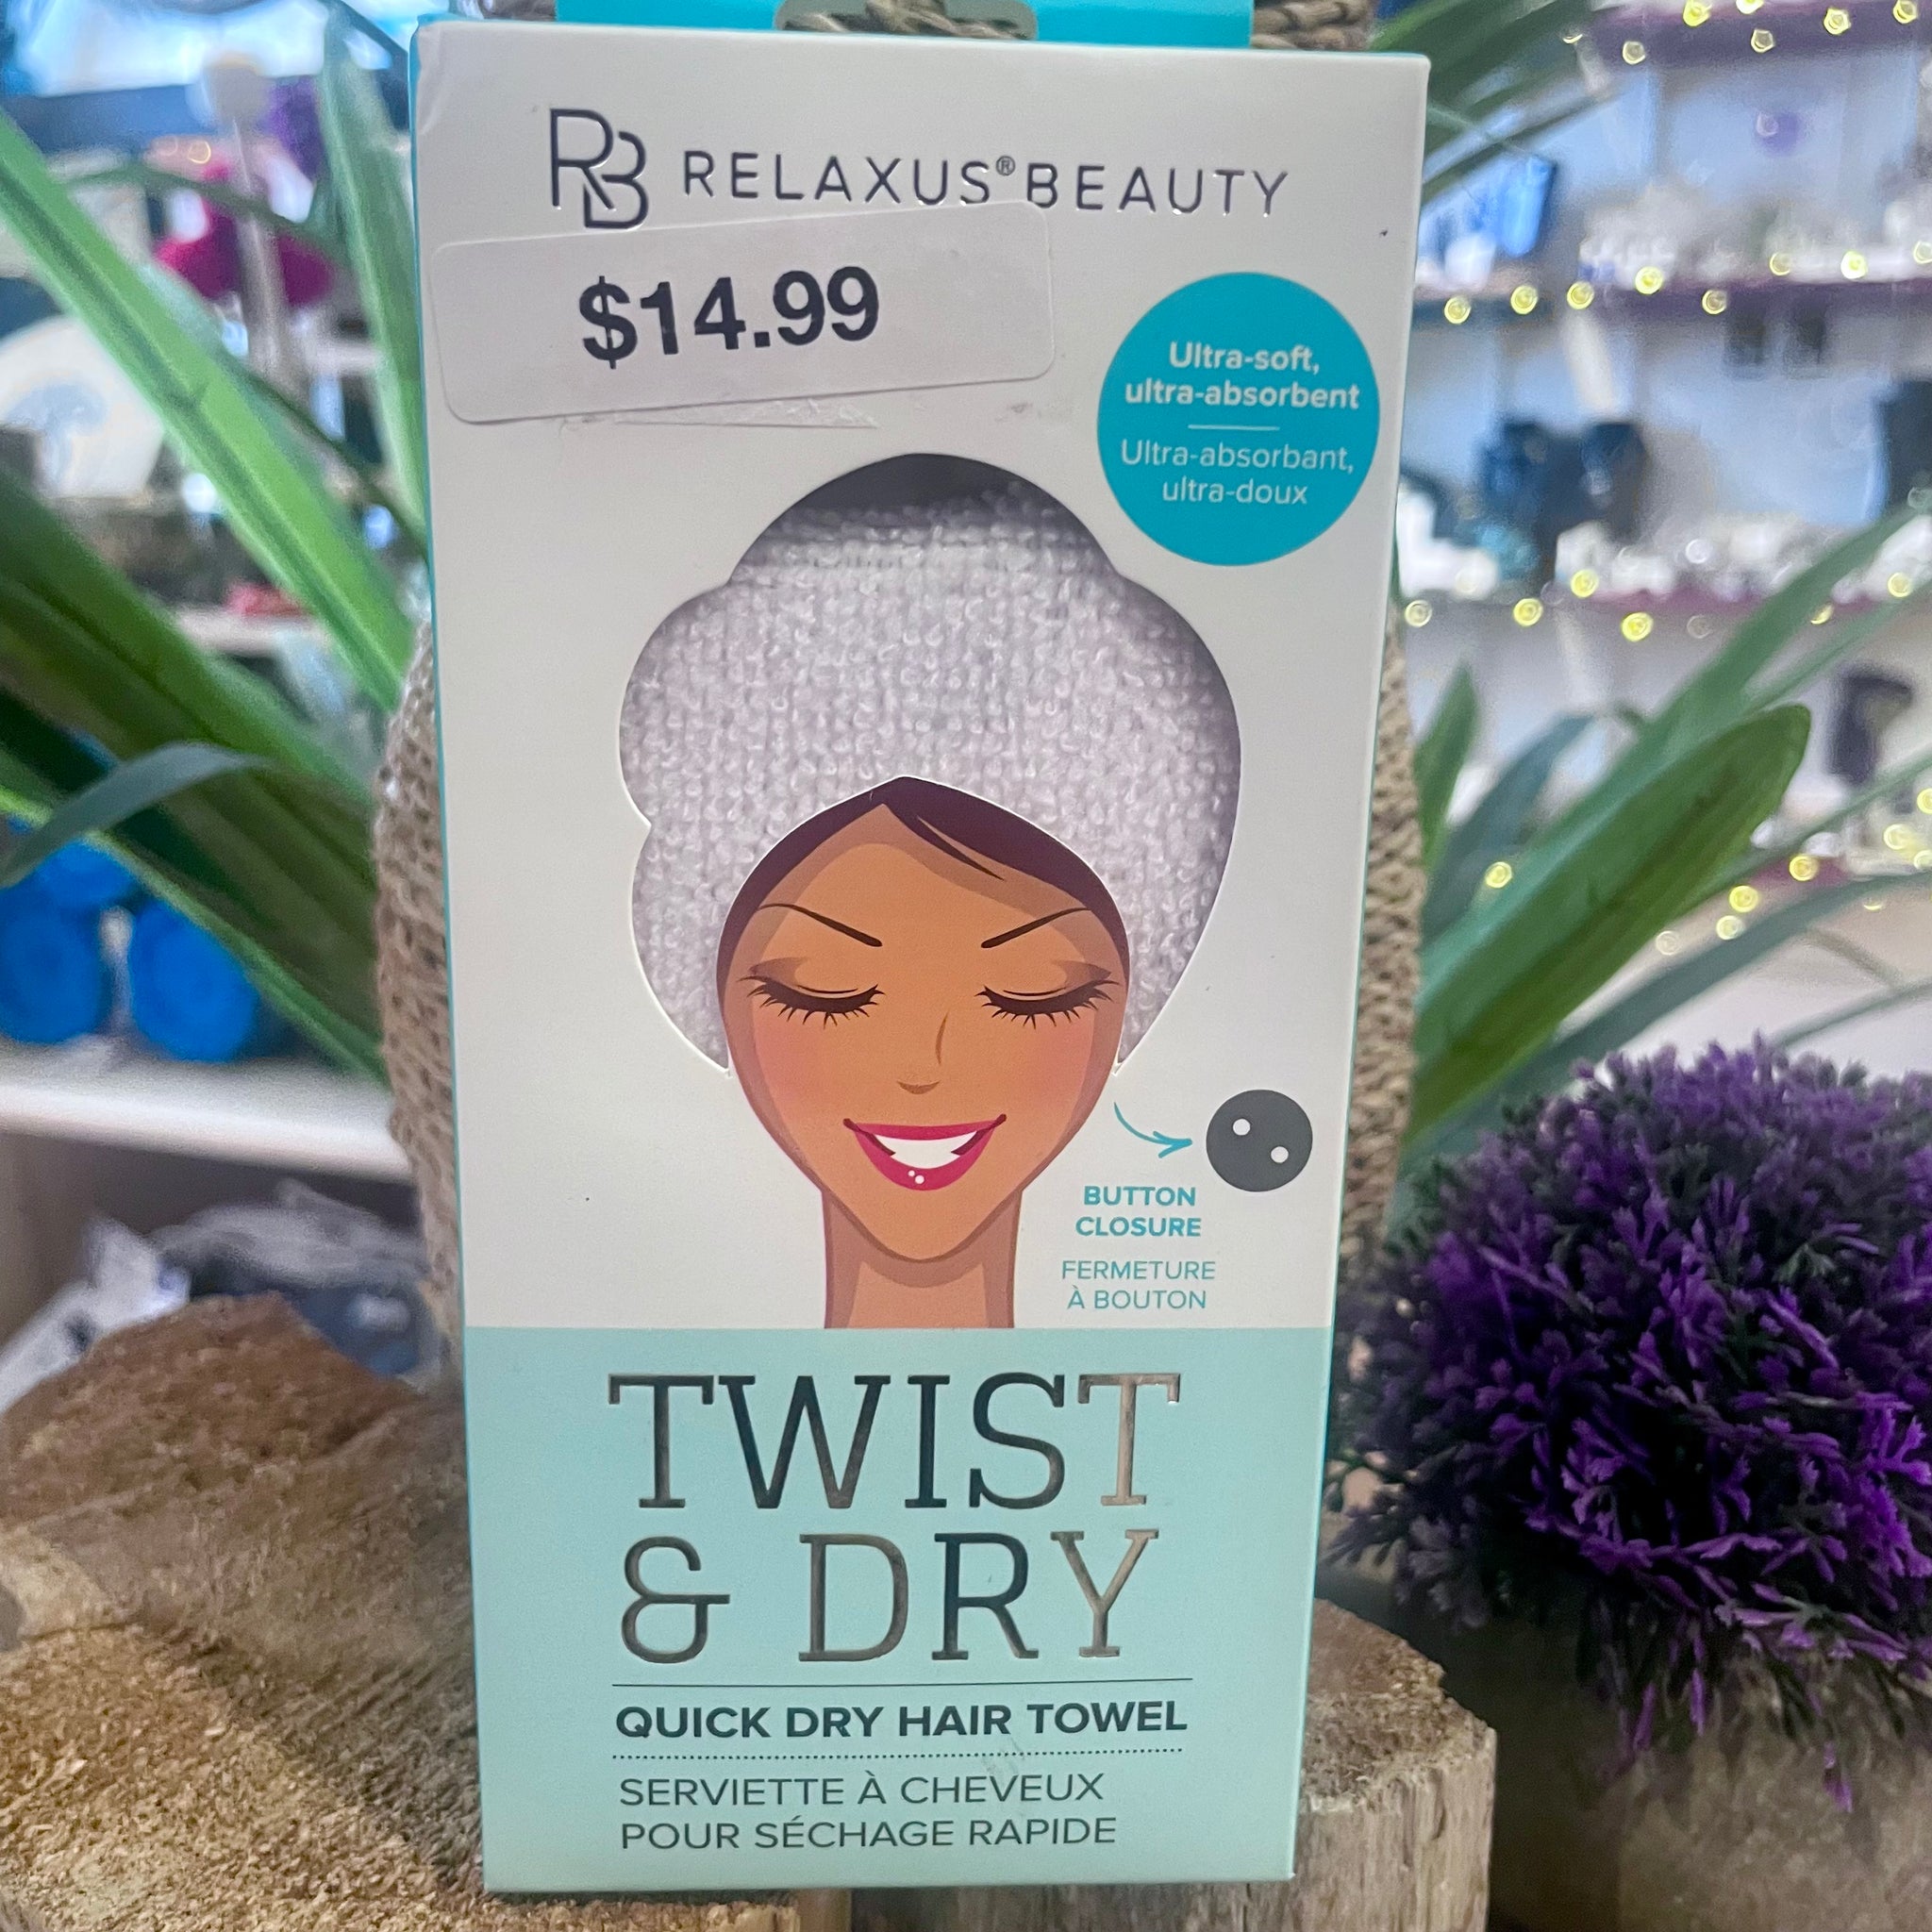 RB RELAXUS® BEAUTY
$14.99
Ultra-soft,
ultra-absorbent
Ultra-absorbant,
ultra-doux
BUTTON
CLOSURE
FERMETURE
À BOUTON
TWIST
& DRY
QUICK DRY HAIR TOWEL
SERVIETTE À CHEVEUX
POUR SÉCHAGE RAPIDE